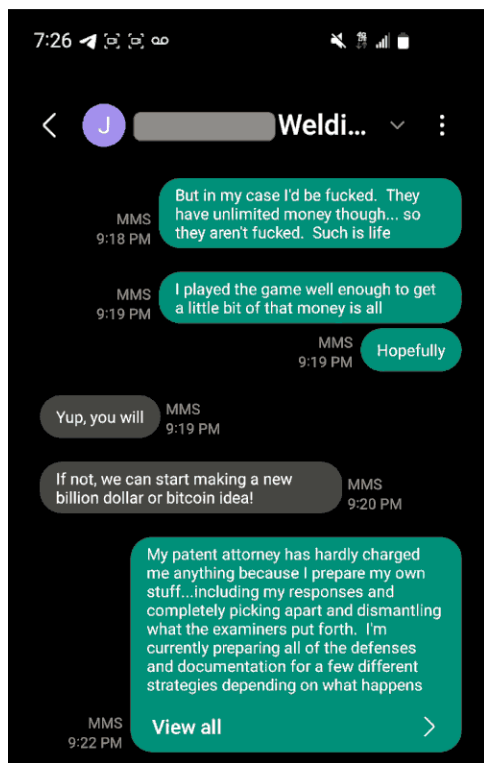 7:26
J Weldi...
But in my case I'd be fucked. They
have unlimited money though... so
they aren't fucked. Such is life
MMS
9:18 PM
I played the game well enough to get
a little bit of that money is all
MMS
9:19 PM
Hopefully
MMS
9:19 PM
Yup, you will
MMS
9:19 PM
If not, we can start making a new
billion dollar or bitcoin idea!
MMS
9:20 PM
My patent attorney has hardly charged
me anything because I prepare my own
stuff...including my responses and
completely picking apart and dismantling
what the examiners put forth. I'm
currently preparing all of the defenses
and documentation for a few different
strategies depending on what happens
View all
MMS
9:22 PM